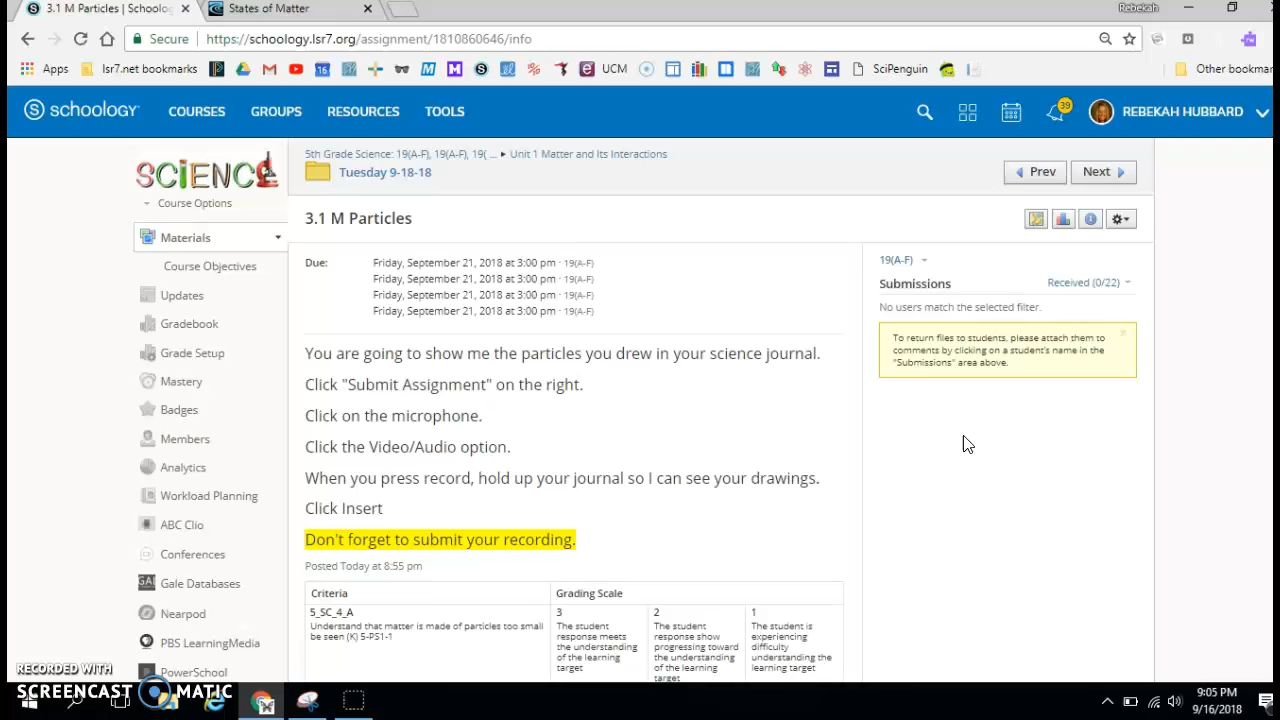 3.1 M Particles | Schoolog
States of Matter
Rebekah
Secure
https://schoology.lsr7.org/assignment/1810860646/info
Apps
lsr7.net bookmarks
UCM
SciPenguin
Other bookmar
schoology
COURSES
GROUPS
RESOURCES
TOOLS
39
REBEKAH HUBBARD
SCIENCE
Course Options
Materials
Course Objectives
Updates
Gradebook
Grade Setup
Mastery
Badges
Members
Analytics
Workload Planning
ABC Clio
Conferences
Gale Databases
Nearpod
PBS LearningMedia
PowerSchool
5th Grade Science: 19(A-F), 19(A-F), 19( ... ▸ Unit 1 Matter and Its Interactions
Tuesday 9-18-18
Prev
Next
3.1 M Particles
Due:
Friday, September 21, 2018 at 3:00 pm · 19(A-F)
Friday, September 21, 2018 at 3:00 pm · 19(A-F)
Friday, September 21, 2018 at 3:00 pm · 19(A-F)
Friday, September 21, 2018 at 3:00 pm · 19(A-F)
You are going to show me the particles you drew in your science journal.
Click "Submit Assignment" on the right.
Click on the microphone.
Click the Video/Audio option.
When you press record, hold up your journal so I can see your drawings.
Click Insert
Don't forget to submit your recording.
Posted Today at 8:55 pm
Criteria
Grading Scale
5_SC_4_A
Understand that matter is made of particles too small
be seen (K) 5-PS1-1
3
The student
response meets
the understanding
of the learning
target
2
The student
response show
progressing toward
the understanding
of the learning
target
1
The student is
experiencing
difficulty
understanding the
learning target
19(A-F)
Submissions
Received (0/22)
No users match the selected filter.
To return files to students, please attach them to
comments by clicking on a student's name in the
"Submissions" area above.
RECORDED WITH
SCREENCAST MATIC
9:05 PM
9/16/2018